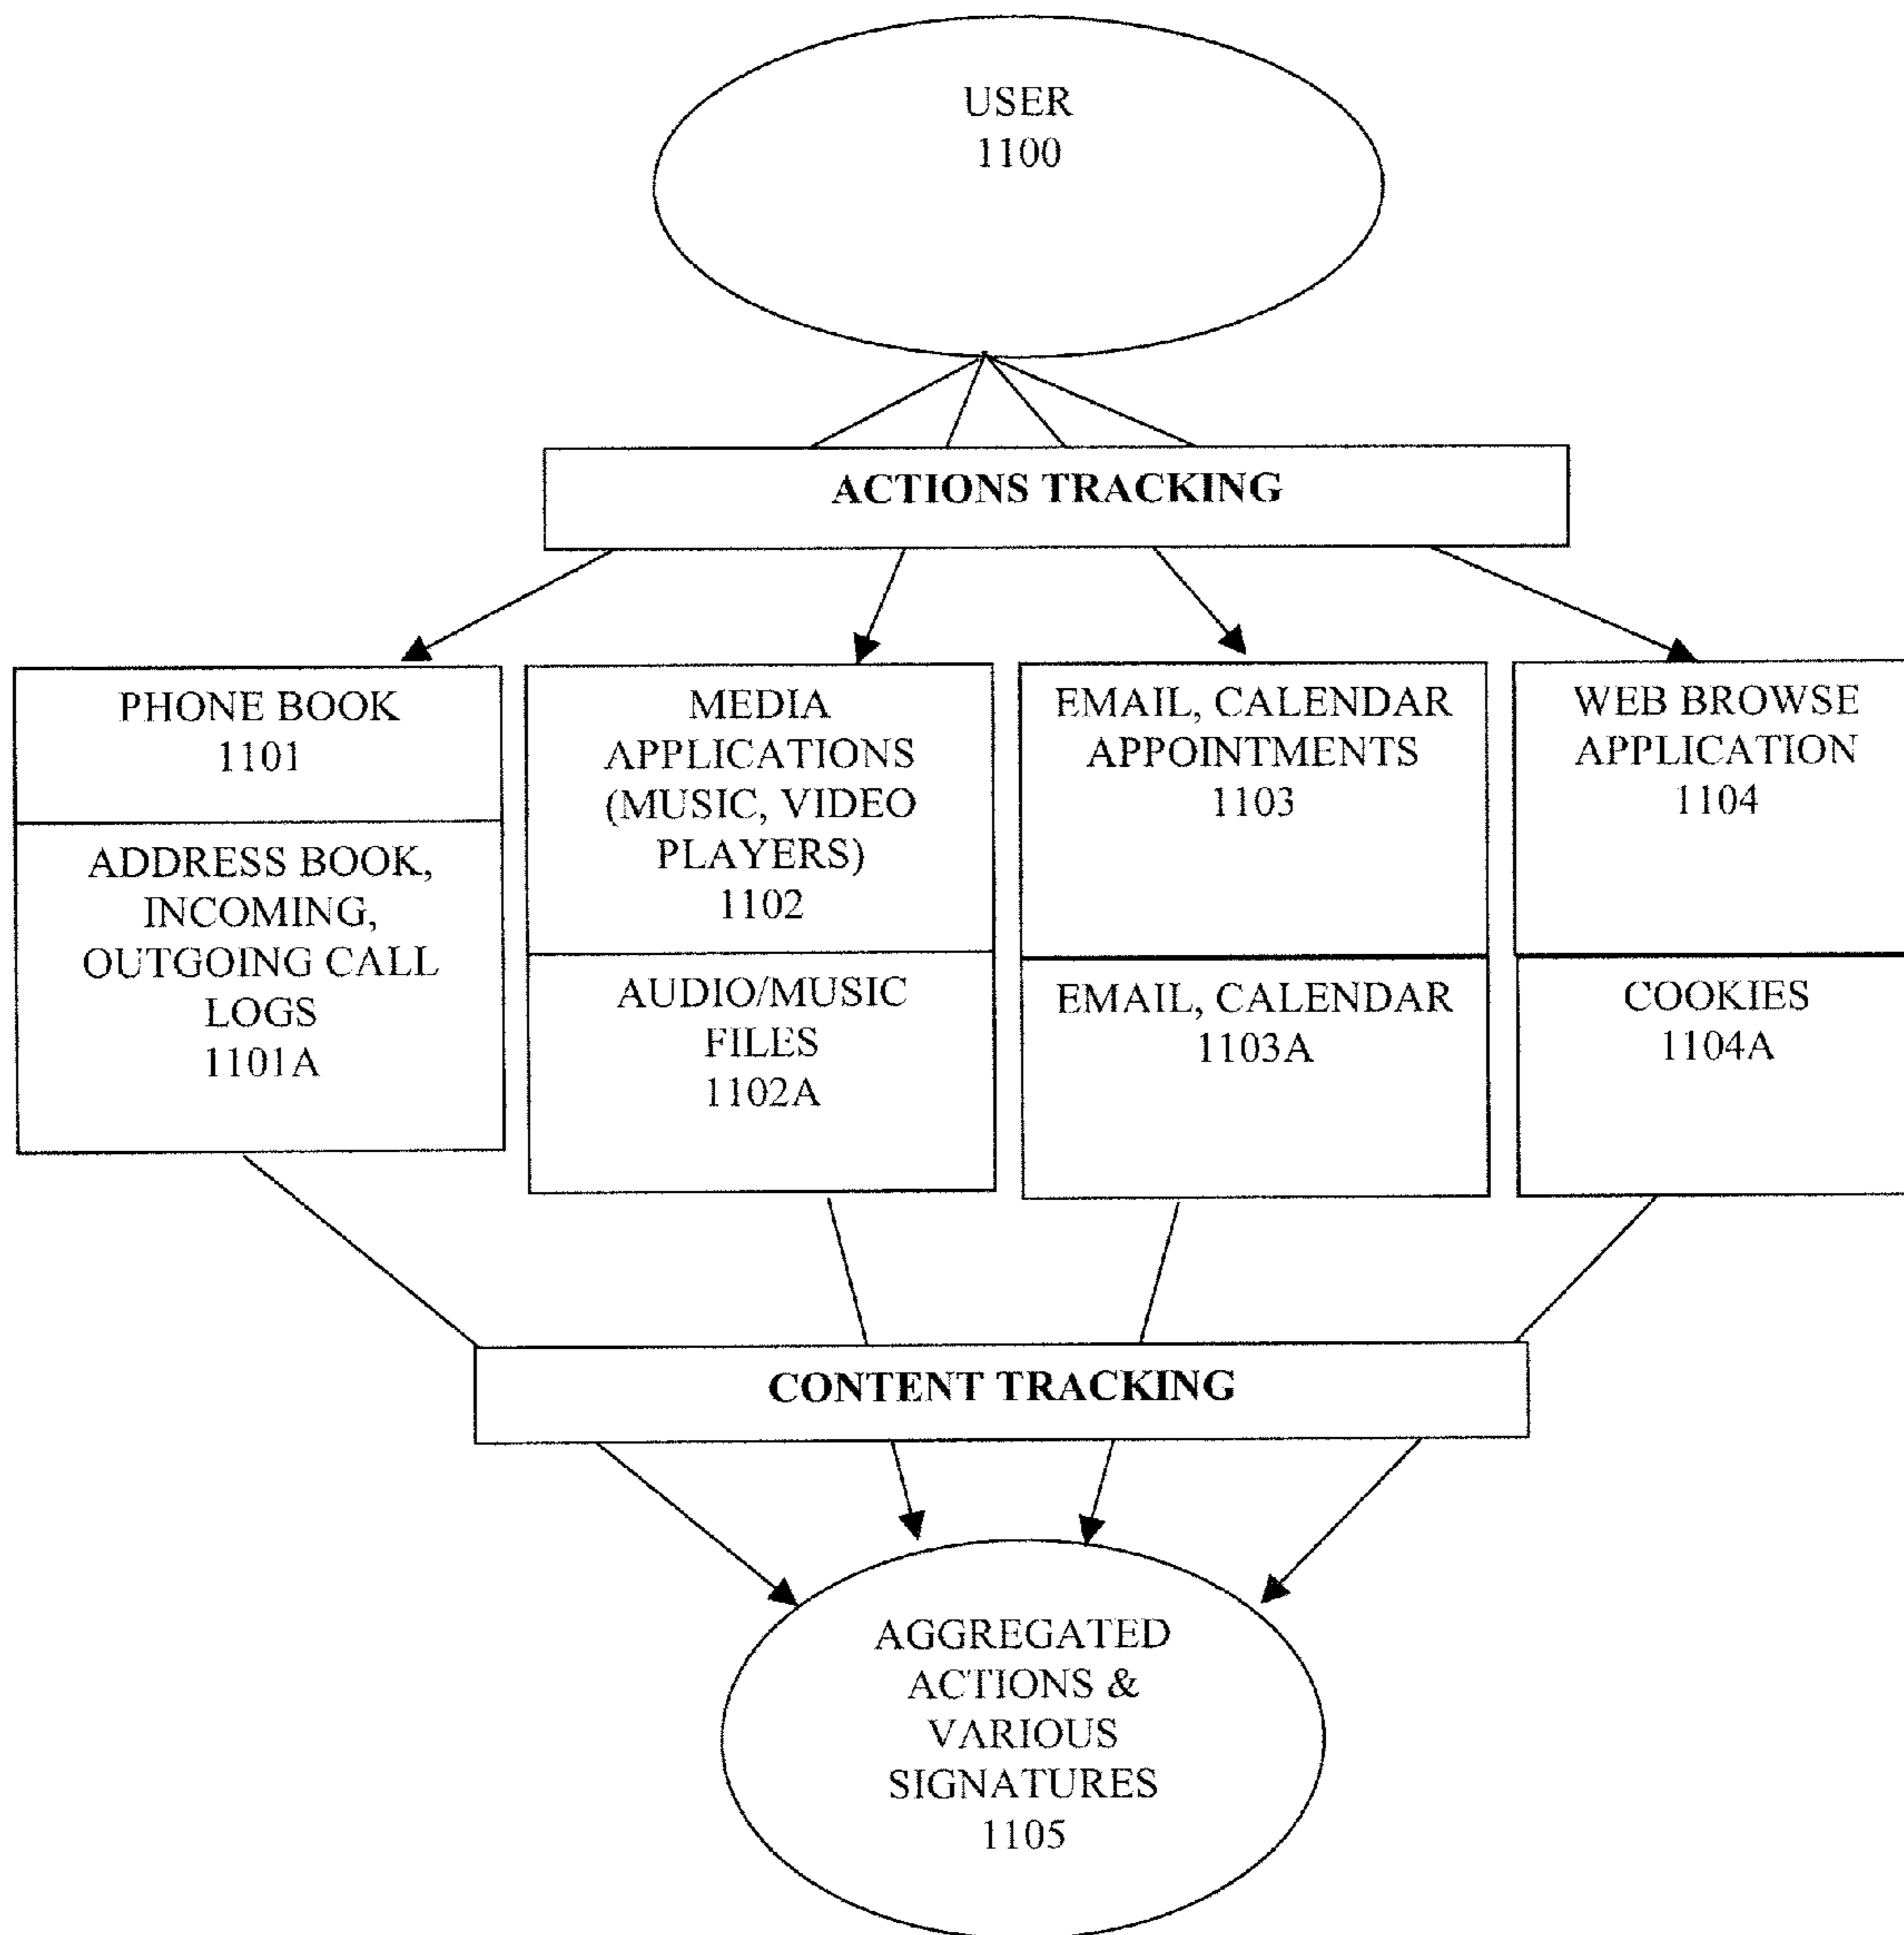 USER
1100
ACTIONS TRACKING
PHONE BOOK
1101
ADDRESS BOOK,
INCOMING,
OUTGOING CALL
LOGS
1101A
MEDIA
APPLICATIONS
(MUSIC, VIDEO
PLAYERS)
1102
AUDIO/MUSIC
FILES
1102A
EMAIL, CALENDAR
APPOINTMENTS
1103
EMAIL, CALENDAR
1103A
WEB BROWSE
APPLICATION
1104
COOKIES
1104A
CONTENT TRACKING
AGGREGATED
ACTIONS &
VARIOUS
SIGNATURES
1105